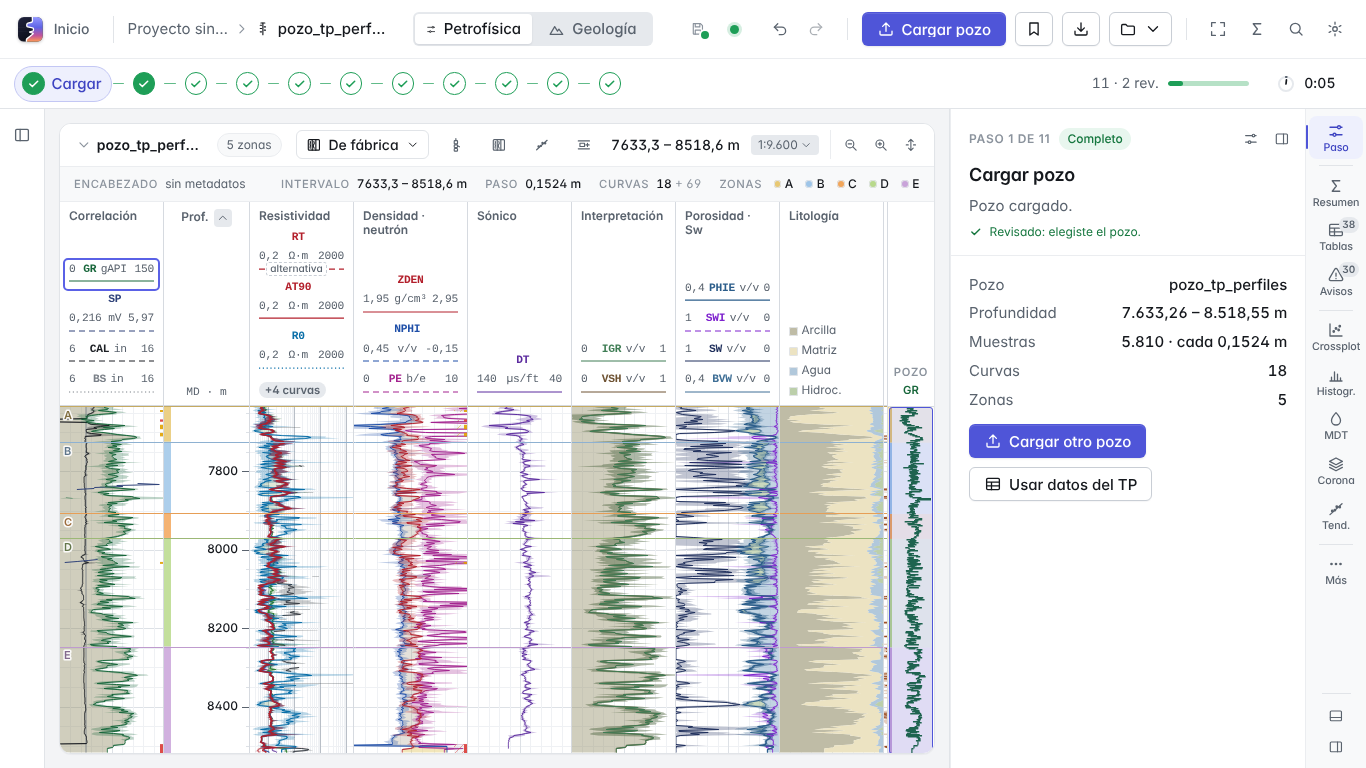 Inicio
Proyecto sin...
pozo_tp_perf...
Petrofísica
Geología
Cargar pozo
Cargar
11 · 2 rev.
0:05
pozo_tp_perf...
5 zonas
De fábrica
7633,3 – 8518,6 m
1:9.600
ENCABEZADO sin metadatos
INTERVALO 7633,3 – 8518,6 m
PASO 0,1524 m
CURVAS 18 + 69
ZONAS A B C D E
Correlación
0 GR gAPI 150
SP
0,216 mV 5,97
6 CAL in 16
6 BS in 16
Prof.
MD · m
Resistividad
RT
0,2 Ω·m 2000
alternativa
AT90
0,2 Ω·m 2000
R0
0,2 Ω·m 2000
+4 curvas
Densidad ·
neutrón
ZDEN
1,95 g/cm³ 2,95
NPHI
0,45 v/v -0,15
0 PE b/e 10
Sónico
DT
140 µs/ft 40
Interpretación
0 IGR v/v 1
0 VSH v/v 1
Porosidad ·
Sw
0,4 PHIE v/v 0
1 SWI v/v 0
1 SW v/v 0
0,4 BVW v/v 0
Litología
Arcilla
Matriz
Agua
Hidroc.
POZO
GR
A
B
C
D
E
7800
8000
8200
8400
PASO 1 DE 11
Completo
Cargar pozo
Pozo cargado.
Revisado: elegiste el pozo.
Pozo pozo_tp_perfiles
Profundidad 7.633,26 – 8.518,55 m
Muestras 5.810 · cada 0,1524 m
Curvas 18
Zonas 5
Cargar otro pozo
Usar datos del TP
Paso
Resumen
38
Tablas
30
Avisos
Crossplot
Histogr.
MDT
Corona
Tend.
Más